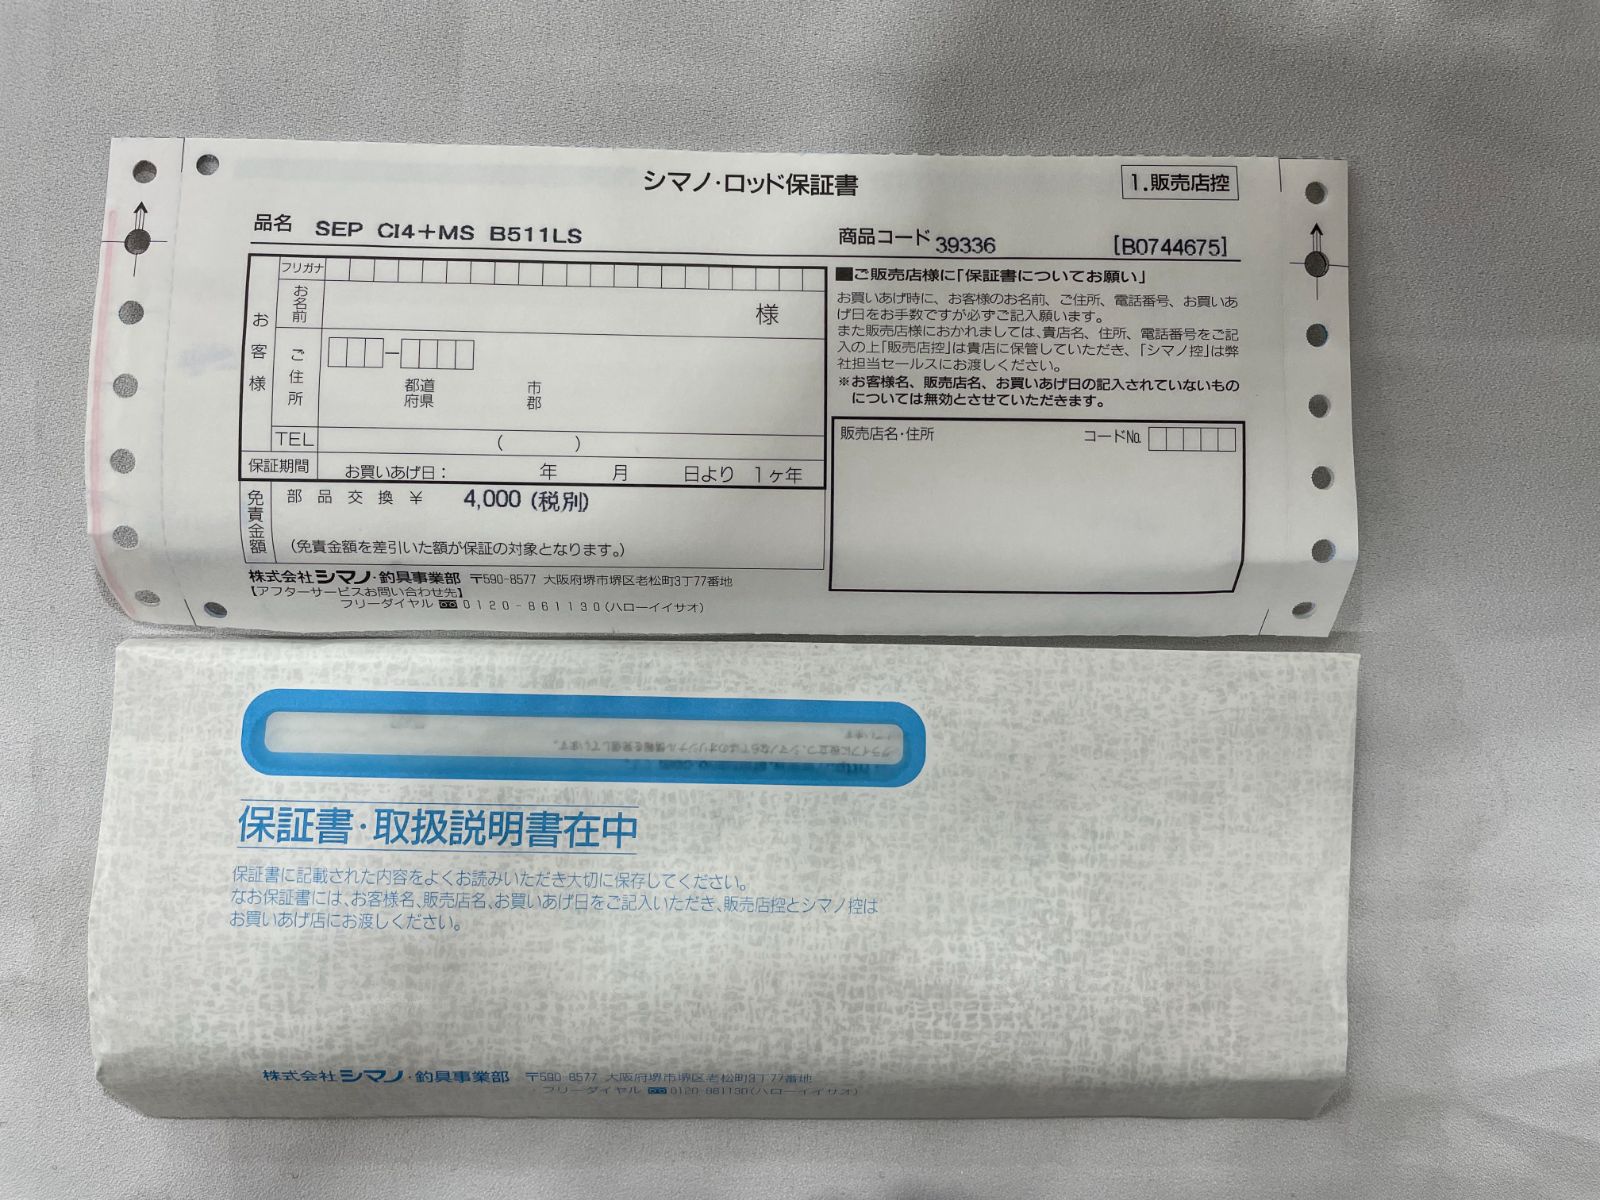 シマノ・ロッド保証書
1.販売店控
品名 SEP CI4+MS B511LS
商品コード 39336 [B0744675]
お客様
フリガナ
お名前
様
ご住所
都道府県
市郡
TEL ( )
保証期間 お買いあげ日： 年 月 日より 1ヶ年
免責金額
部品交換￥ 4,000 (税別)
(免責金額を差引いた額が保証の対象となります。)
株式会社シマノ・釣具事業部 〒590-8577 大阪府堺市堺区老松町3丁77番地
【アフターサービスお問い合わせ先】
フリーダイヤル 0120-861130(ハローイイサオ)
■ご販売店様に「保証書についてお願い」
お買いあげ時に、お客様のお名前、ご住所、電話番号、お買いあ
げ日をお手数ですが必ずご記入願います。
また販売店様におかれましては、貴店名、住所、電話番号をご記
入の上「販売店控」は貴店に保管していただき、「シマノ控」は弊
社担当セールスにお渡しください。
※お客様名、販売店名、お買いあげ日の記入されていないもの
については無効とさせていただきます。
販売店名・住所
コード№
保証書・取扱説明書在中
保証書に記載された内容をよくお読みいただき大切に保存してください。
なお保証書には、お客様名、販売店名、お買いあげ日をご記入いただき、販売店控とシマノ控は
お買いあげ店にお渡しください。
株式会社シマノ・釣具事業部 〒590-8577 大阪府堺市堺区老松町3丁77番地
フリーダイヤル 0120-861130(ハローイイサオ)